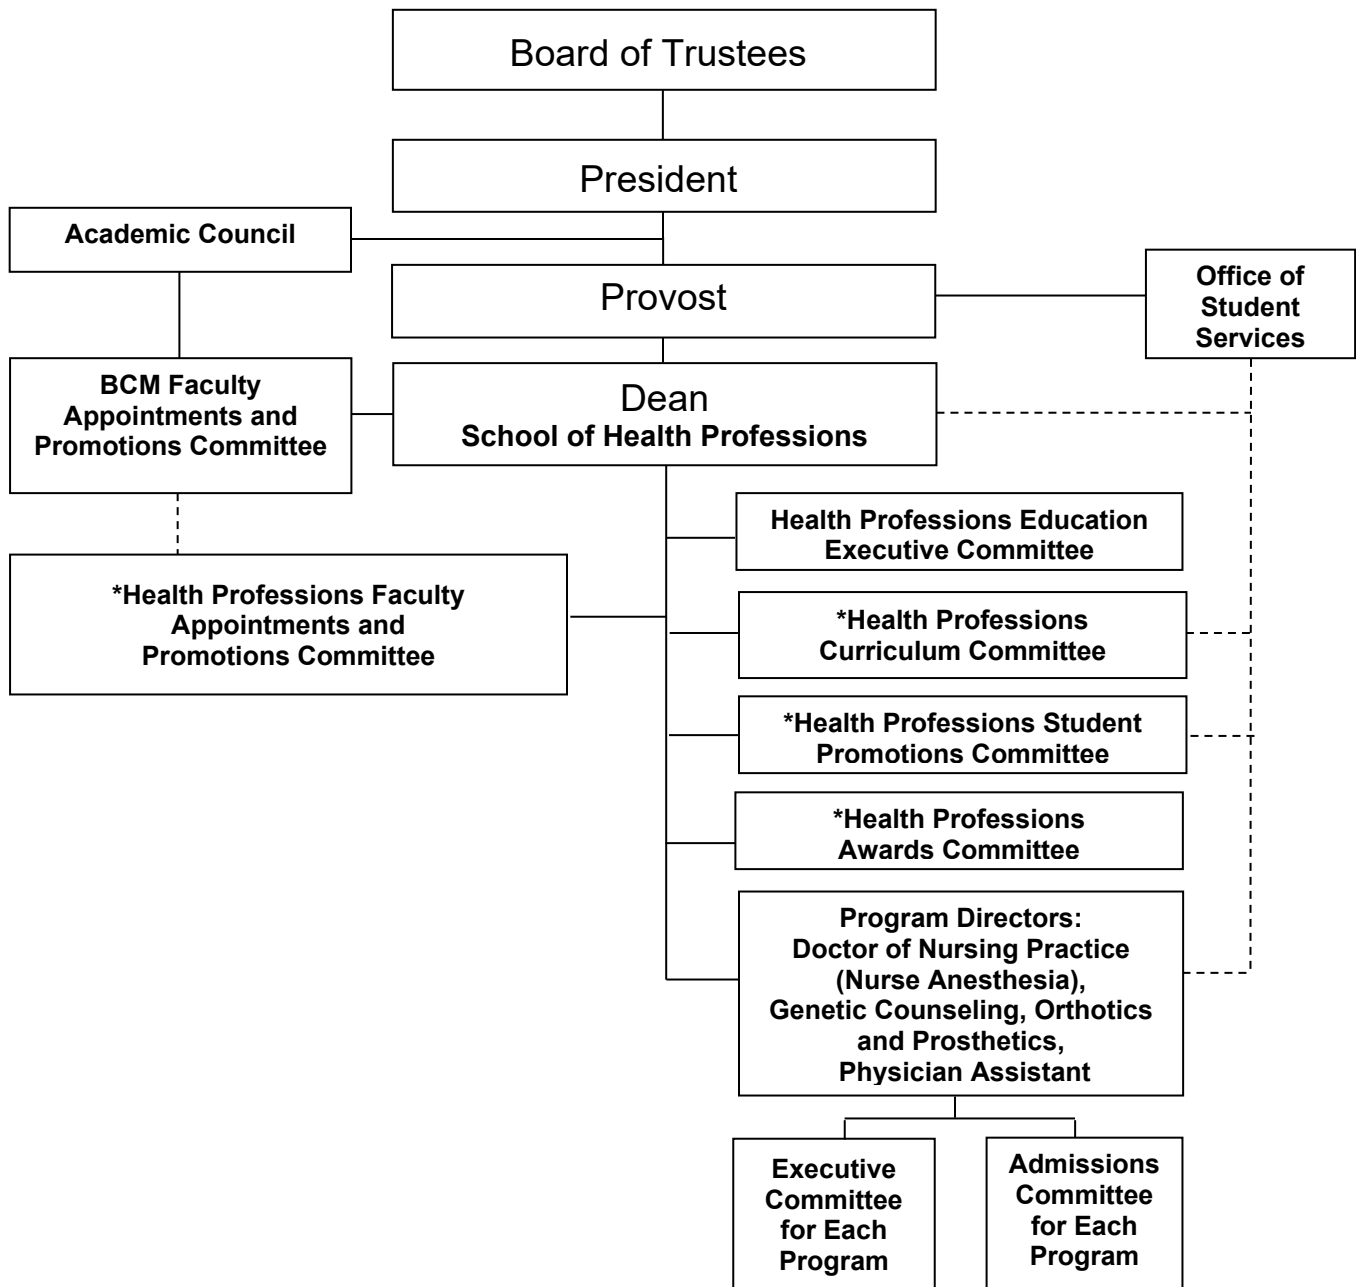 Board of Trustees
President
Academic Council
Provost
Office of
Student
Services
BCM Faculty
Appointments and
Promotions Committee
Dean
School of Health Professions
Health Professions Education
Executive Committee
*Health Professions Faculty
Appointments and
Promotions Committee
*Health Professions
Curriculum Committee
*Health Professions Student
Promotions Committee
*Health Professions
Awards Committee
Program Directors:
Doctor of Nursing Practice
(Nurse Anesthesia),
Genetic Counseling, Orthotics
and Prosthetics,
Physician Assistant
Executive
Committee
for Each
Program
Admissions
Committee
for Each
Program